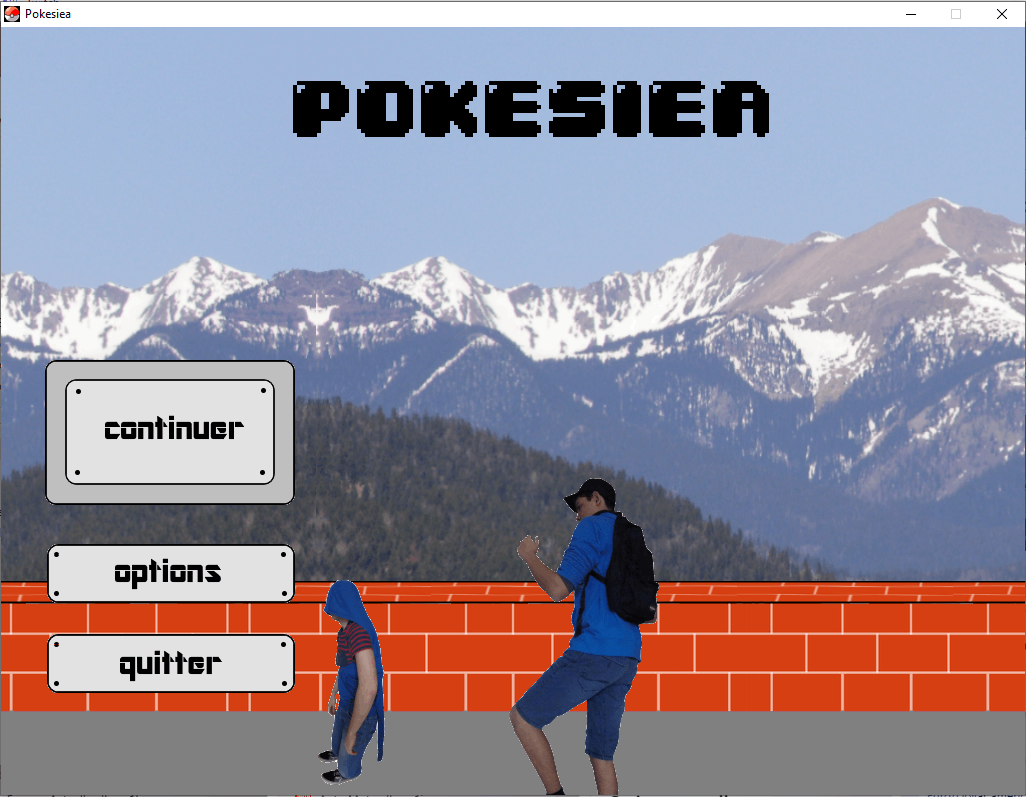 Pokesiea
POKESIEA
continuer
options
quitter